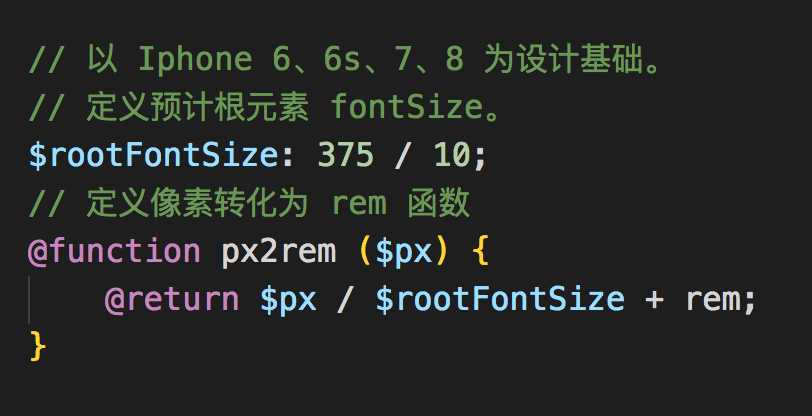 // 以 Iphone 6、6s、7、8 为设计基础。
// 定义预计根元素 fontSize。
$rootFontSize: 375 / 10;
// 定义像素转化为 rem 函数
@function px2rem ($px) {
    @return $px / $rootFontSize + rem;
}